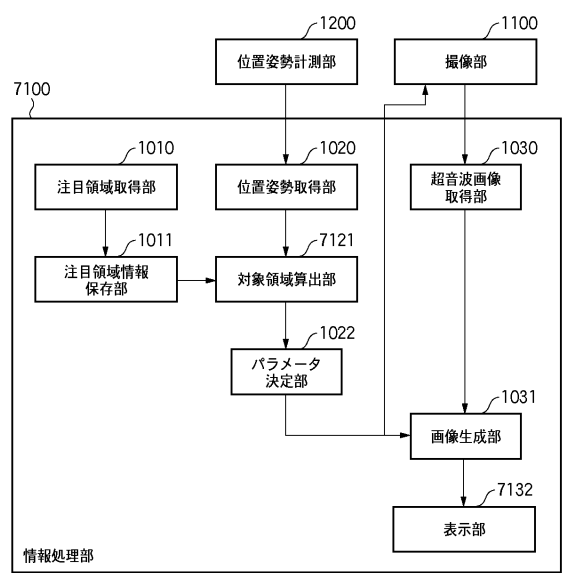 1200
位置姿勢計測部
1100
撮像部
7100
1010
注目領域取得部
1020
位置姿勢取得部
1030
超音波画像
取得部
1011
注目領域情報
保存部
7121
対象領域算出部
1022
パラメータ
決定部
1031
画像生成部
7132
表示部
情報処理部